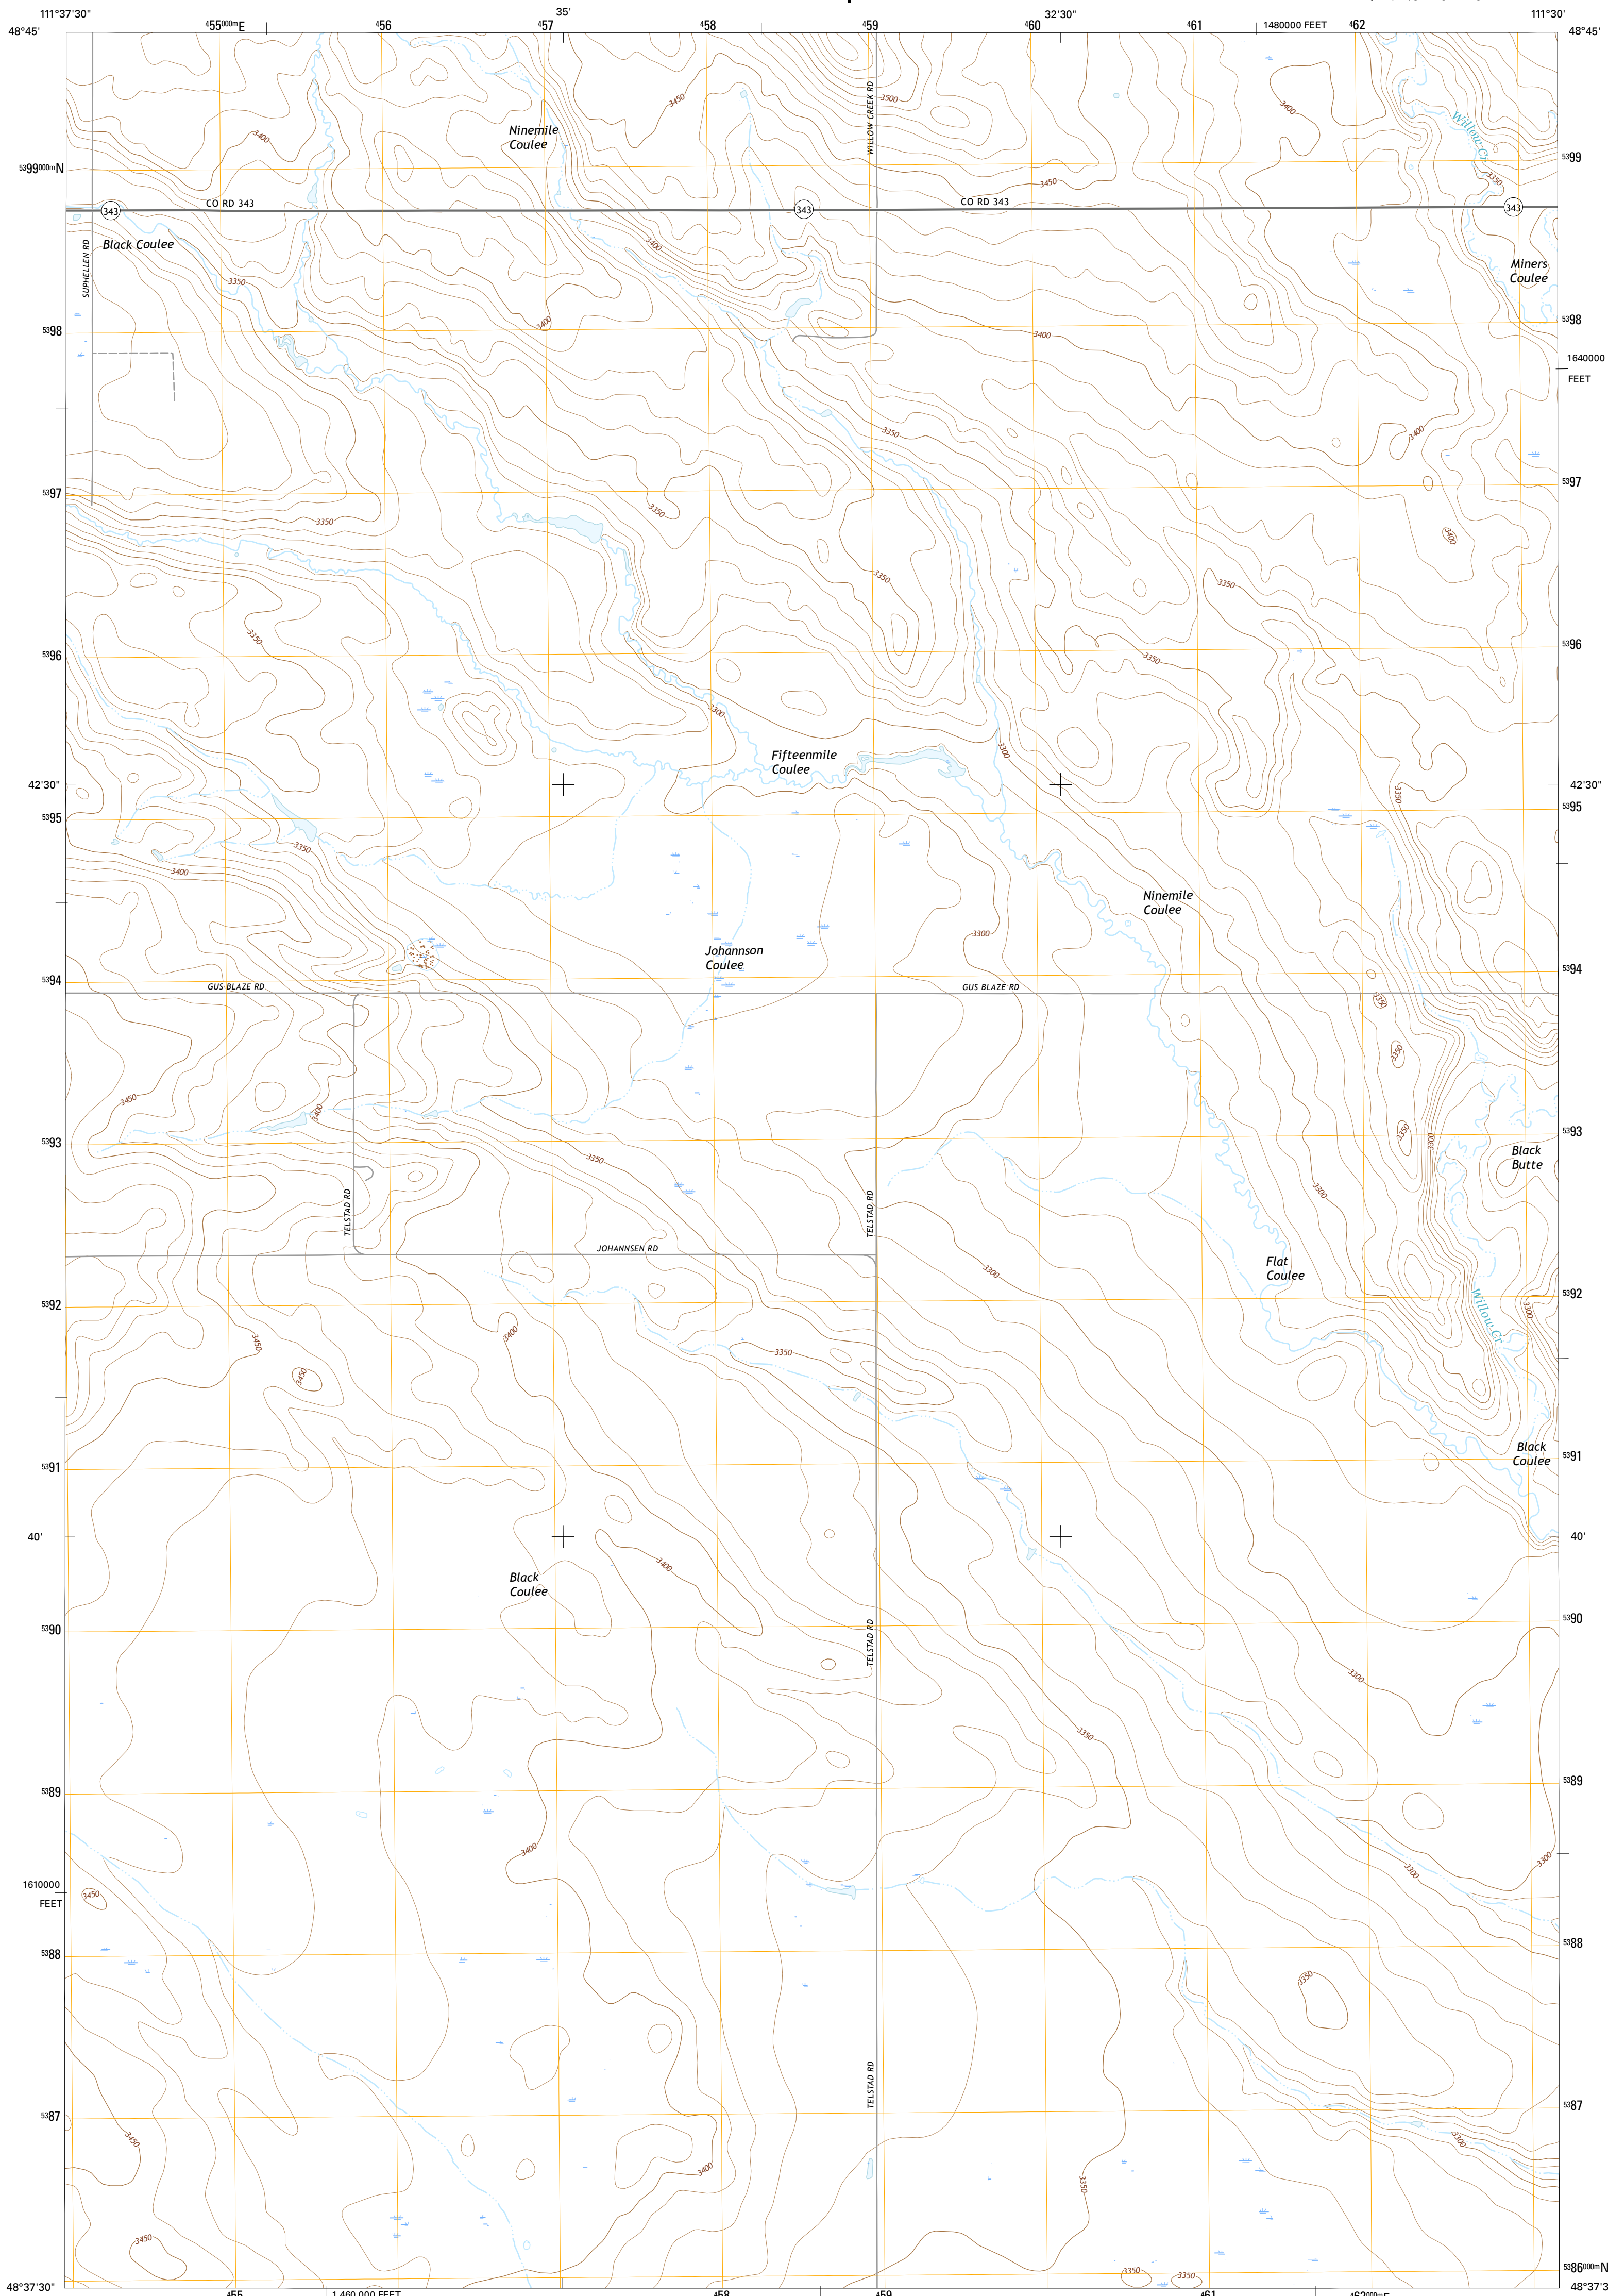 111°37'30"
35'
32'30"
111°30'
48°45'
⁴55⁰⁰⁰ᵐE
⁴56
⁴57
⁴58
⁴59
⁴60
⁴61
1480000 FEET
⁴62
48°45'
3500
3450
3400
WILLOW CREEK RD
Willow Cr
Ninemile
Coulee
3400
⁵³99⁰⁰⁰ᵐN
⁵³99
3450
3350
CO RD 343
CO RD 343
343
343
343
SUPHELLEN RD
Black Coulee
3400
Miners
Coulee
3350
3400
3400
⁵³98
⁵³98
1640000
FEET
3350
3400
⁵³97
⁵³97
3350
3350
3400
3350
3350
3350
⁵³96
⁵³96
3350
3300
3300
Fifteenmile
Coulee
42'30"
42'30"
3350
⁵³95
⁵³95
3350
3400
Ninemile
Coulee
3300
Johannson
Coulee
⁵³94
⁵³94
GUS BLAZE RD
GUS BLAZE RD
3350
3350
3450
3400
3350
3300
⁵³93
⁵³93
3350
Black
Butte
TELSTAD RD
TELSTAD RD
3300
JOHANNSEN RD
Flat
Coulee
3300
⁵³92
⁵³92
Willow Cr
3300
3450
3400
3350
3450
Black
Coulee
⁵³91
⁵³91
40'
40'
3400
Black
Coulee
⁵³90
⁵³90
TELSTAD RD
3300
3350
⁵³89
⁵³89
3400
3300
3300
1610000
FEET
3450
⁵³88
⁵³88
3350
TELSTAD RD
⁵³87
⁵³87
3450
3300
3400
3350
3450
3350
3350
⁵³86⁰⁰⁰ᵐN
48°37'30"
48°37'3
⁴55
1 460 000 FEET
⁴58
⁴59
⁴61
⁴62⁰⁰⁰ᵐE